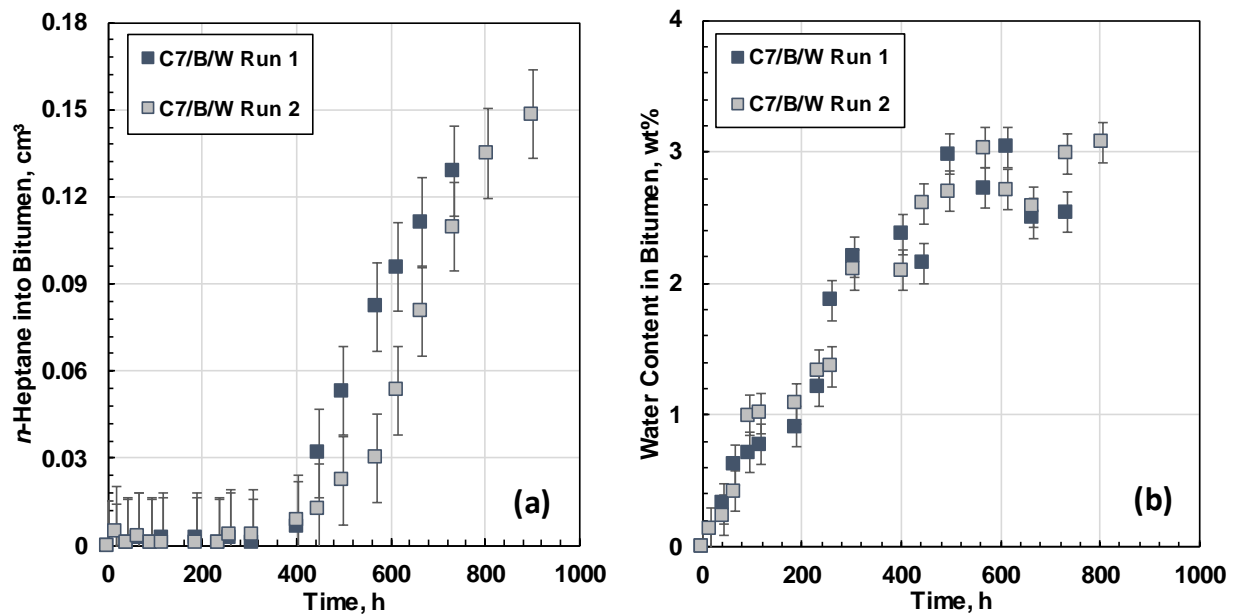 0.18
0.15
0.12
0.09
0.06
0.03
0
n-Heptane into Bitumen, cm³
C7/B/W Run 1
C7/B/W Run 2
(a)
0 200 400 600 800 1000
Time, h
4
3
2
1
0
Water Content in Bitumen, wt%
C7/B/W Run 1
C7/B/W Run 2
(b)
0 200 400 600 800 1000
Time, h